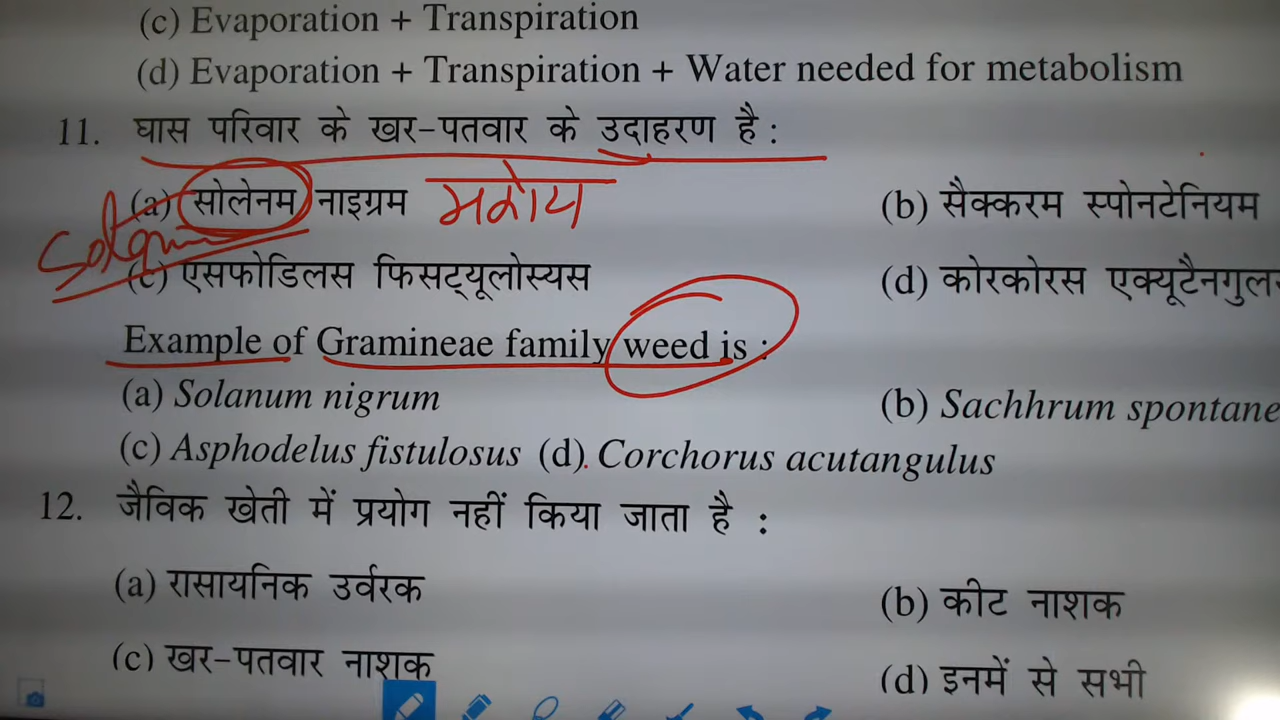 (c) Evaporation + Transpiration
(d) Evaporation + Transpiration + Water needed for metabolism
11. घास परिवार के खर-पतवार के उदाहरण है :
(a) सोलेनम नाइग्रम मकोय (b) सैक्करम स्पोनटेनियम
(c) एसफोडिलस फिसट्यूलोस्यस (d) कोरकोरस एक्यूटैनगुलस
Example of Gramineae family weed is :
(a) Solanum nigrum (b) Sachhrum spontane
(c) Asphodelus fistulosus (d). Corchorus acutangulus
12. जैविक खेती में प्रयोग नहीं किया जाता है :
(a) रासायनिक उर्वरक (b) कीट नाशक
(c) खर-पतवार नाशक (d) इनमें से सभी